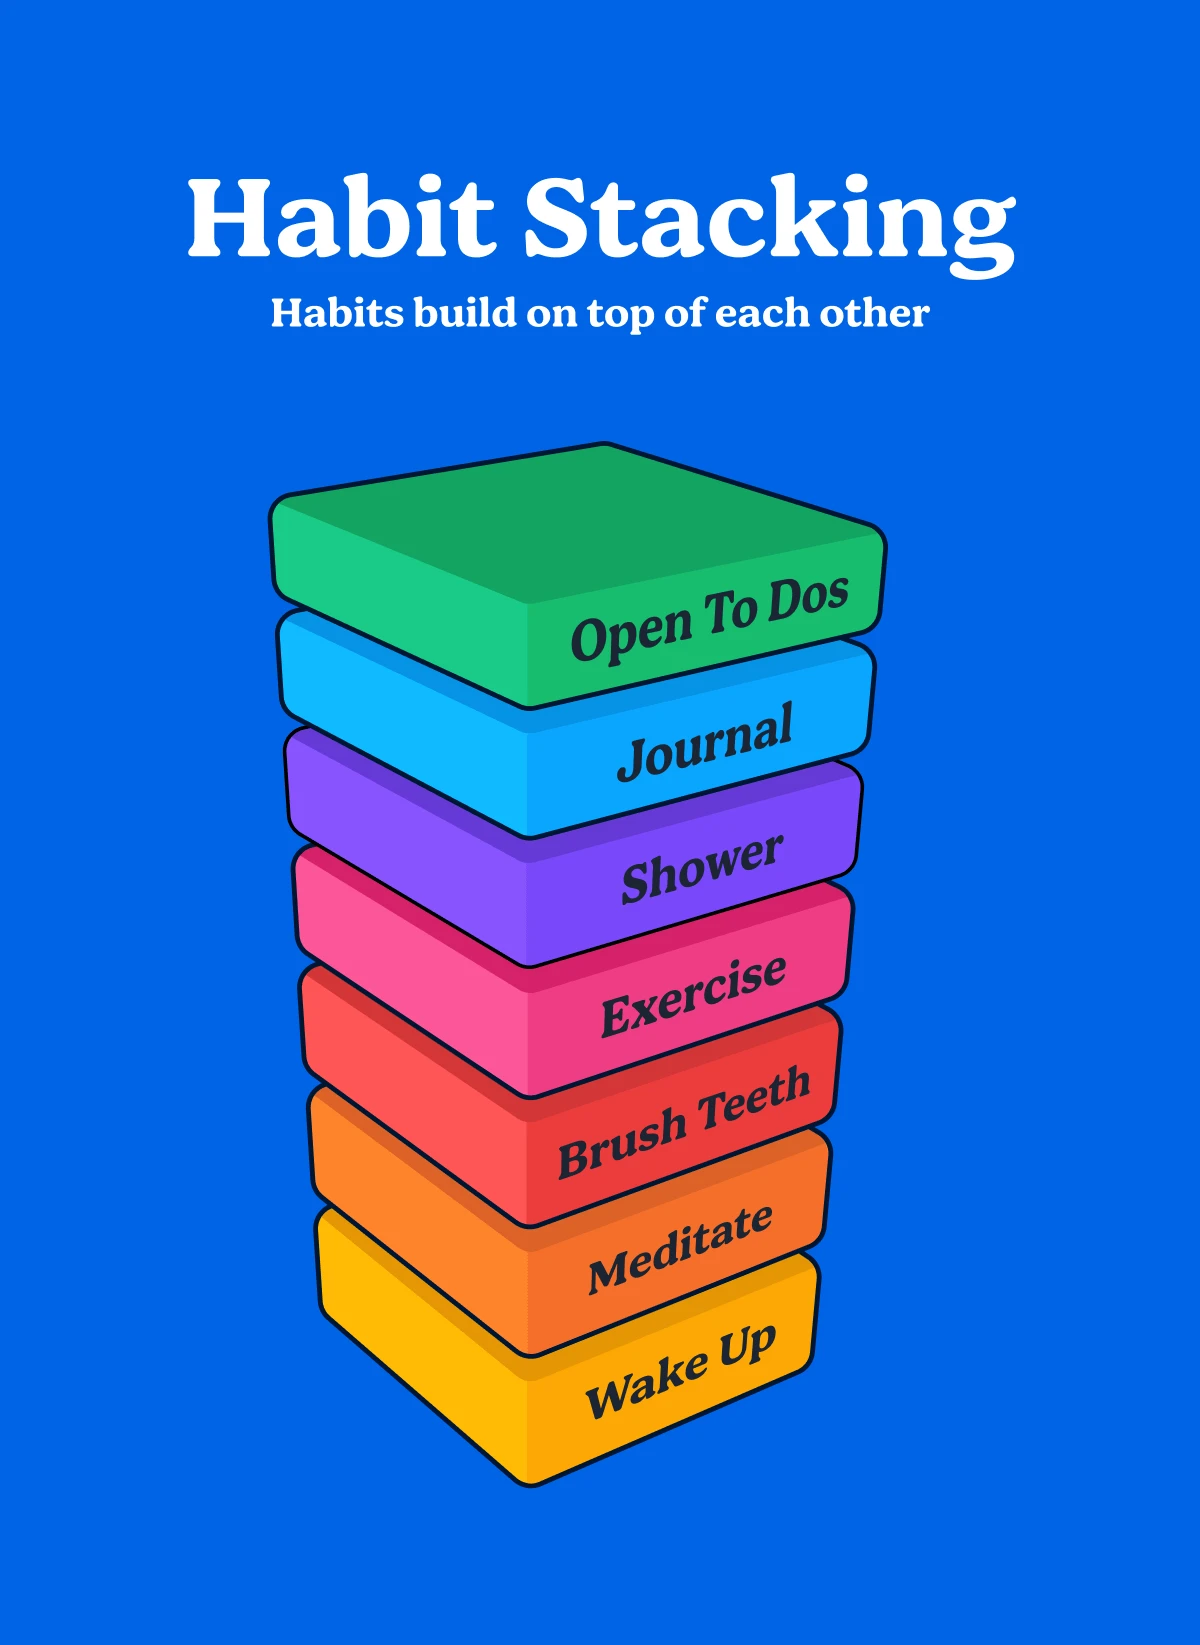 Habit Stacking
Habits build on top of each other
Open To Dos
Journal
Shower
Exercise
Brush Teeth
Meditate
Wake Up